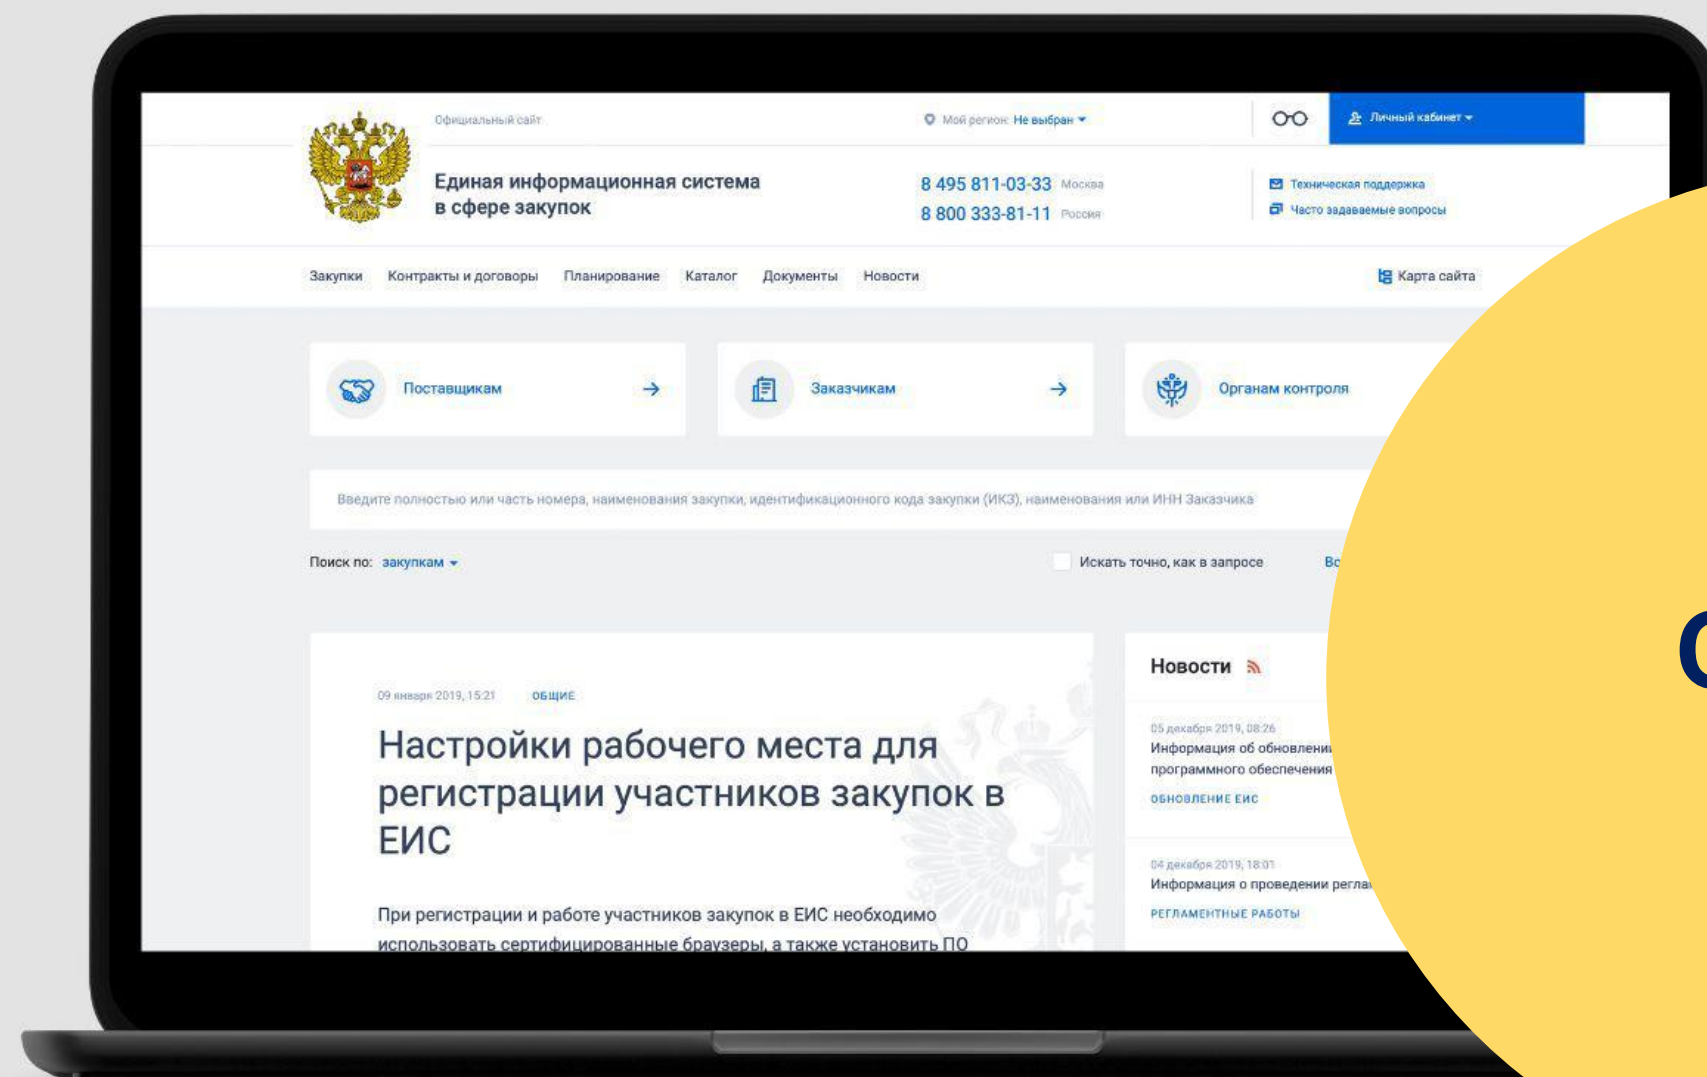 Официальный сайт
Мой регион: Не выбран
Личный кабинет
Единая информационная система
в сфере закупок
8 495 811-03-33 Москва
8 800 333-81-11 Россия
Техническая поддержка
Часто задаваемые вопросы
Закупки Контракты и договоры Планирование Каталог Документы Новости
Карта сайта
Поставщикам
Заказчикам
Органам контроля
Введите полностью или часть номера, наименования закупки, идентификационного кода закупки (ИКЗ), наименования или ИНН Заказчика
Поиск по: закупкам
Искать точно, как в запросе
09 января 2019, 15:21 ОБЩИЕ
Настройки рабочего места для
регистрации участников закупок в
ЕИС
При регистрации и работе участников закупок в ЕИС необходимо
использовать сертифицированные браузеры, а также установить ПО
Новости
05 декабря 2019, 08:26
Информация об
программного обеспечения
ОБНОВЛЕНИЕ ЕИС
04 декабря 2019, 18:01
Информация о проведении
РЕГЛАМЕНТНЫЕ РАБОТЫ